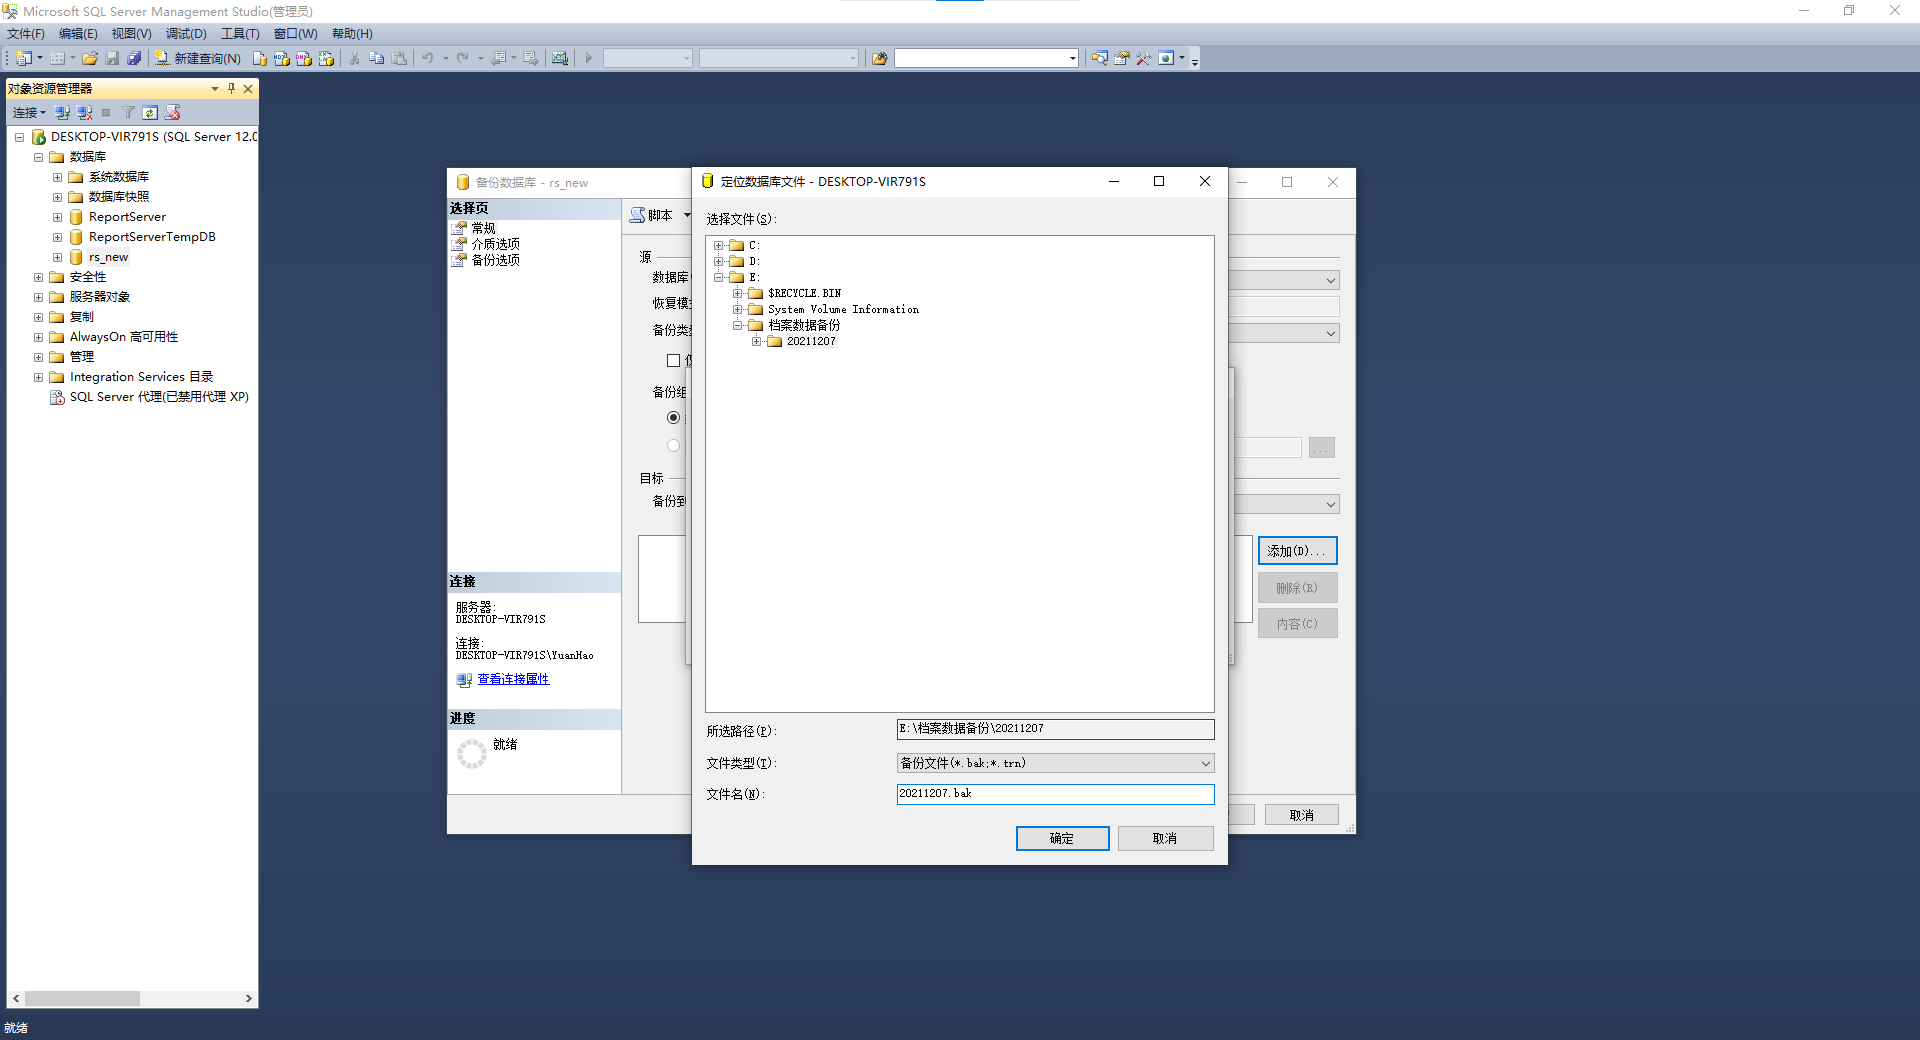 Microsoft SQL Server Management Studio(管理员)
文件(F) 编辑(E) 视图(V) 调试(D) 工具(T) 窗口(W) 帮助(H)
新建查询(N)
对象资源管理器
连接
DESKTOP-VIR791S (SQL Server 12.0
数据库
系统数据库
数据库快照
ReportServer
ReportServerTempDB
rs_new
安全性
服务器对象
复制
AlwaysOn 高可用性
管理
Integration Services 目录
SQL Server 代理(已禁用代理 XP)
备份数据库 - rs_new
选择页
常规
介质选项
备份选项
连接
服务器:
DESKTOP-VIR791S
连接:
DESKTOP-VIR791S\YuanHao
查看连接属性
进度
就绪
脚本
源
数据库
恢复模
备份类
备份组
目标
备份到
...
添加(D)...
删除(R)
内容(C)
取消
定位数据库文件 - DESKTOP-VIR791S
选择文件(S):
C:
D:
E:
$RECYCLE.BIN
System Volume Information
档案数据备份
20211207
所选路径(P):
E:\档案数据备份\20211207
文件类型(T):
备份文件(*.bak;*.trn)
文件名(N):
20211207.bak
确定
取消
就绪